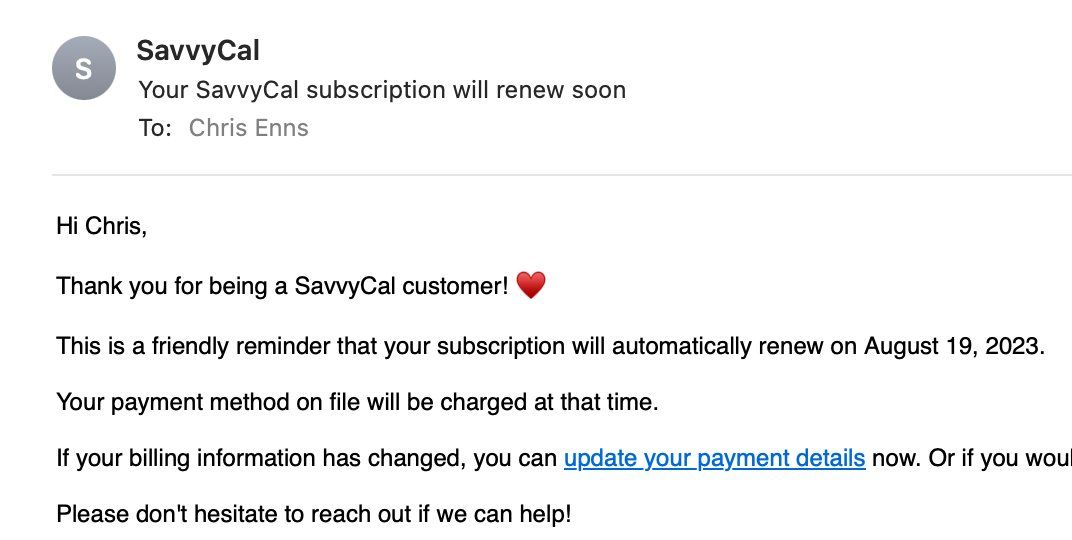 S
SavvyCal
Your SavvyCal subscription will renew soon
To: Chris Enns
Hi Chris,
Thank you for being a SavvyCal customer! ♥️
This is a friendly reminder that your subscription will automatically renew on August 19, 2023.
Your payment method on file will be charged at that time.
If your billing information has changed, you can update your payment details now. Or if you
Please don't hesitate to reach out if we can help!